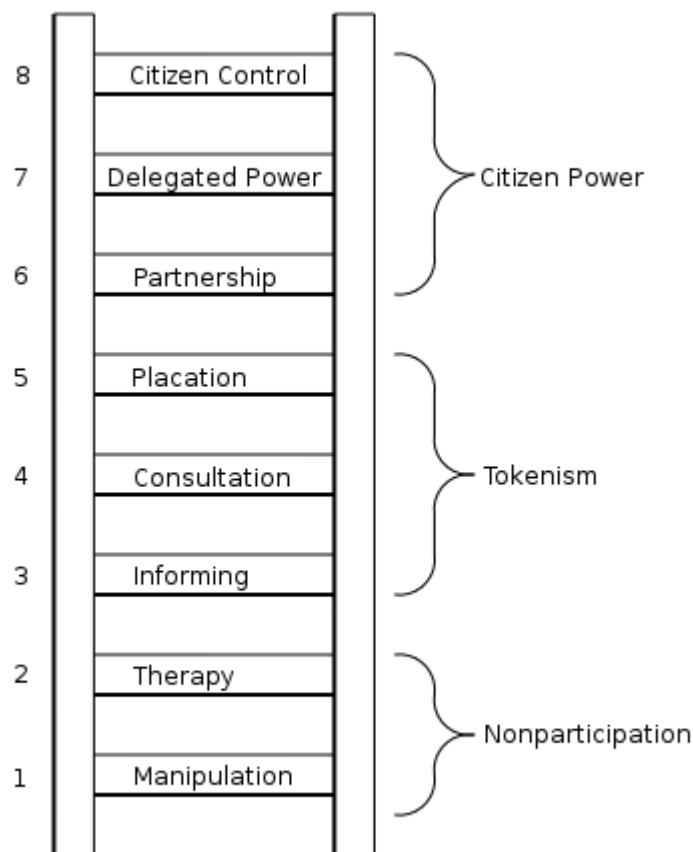 8 Citizen Control
7 Delegated Power
Citizen Power
6 Partnership
5 Placation
4 Consultation
Tokenism
3 Informing
2 Therapy
Nonparticipation
1 Manipulation